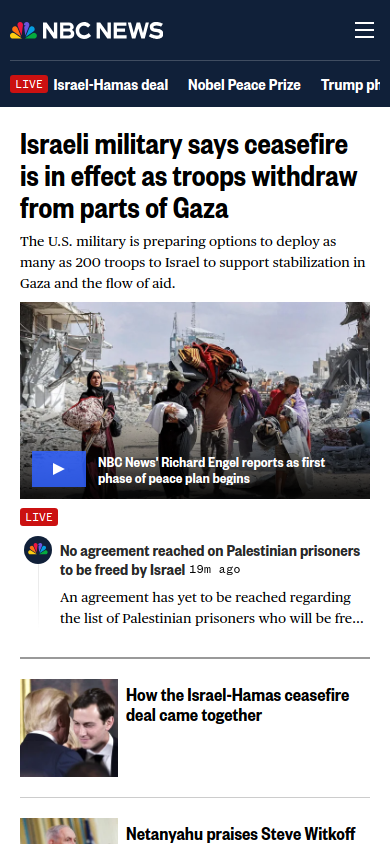 NBC NEWS
LIVE Israel-Hamas deal Nobel Peace Prize Trump ph
Israeli military says ceasefire
is in effect as troops withdraw
from parts of Gaza
The U.S. military is preparing options to deploy as
many as 200 troops to Israel to support stabilization in
Gaza and the flow of aid.
NBC News' Richard Engel reports as first
phase of peace plan begins
LIVE
No agreement reached on Palestinian prisoners
to be freed by Israel 19m ago
An agreement has yet to be reached regarding
the list of Palestinian prisoners who will be fre...
How the Israel-Hamas ceasefire
deal came together
Netanyahu praises Steve Witkoff